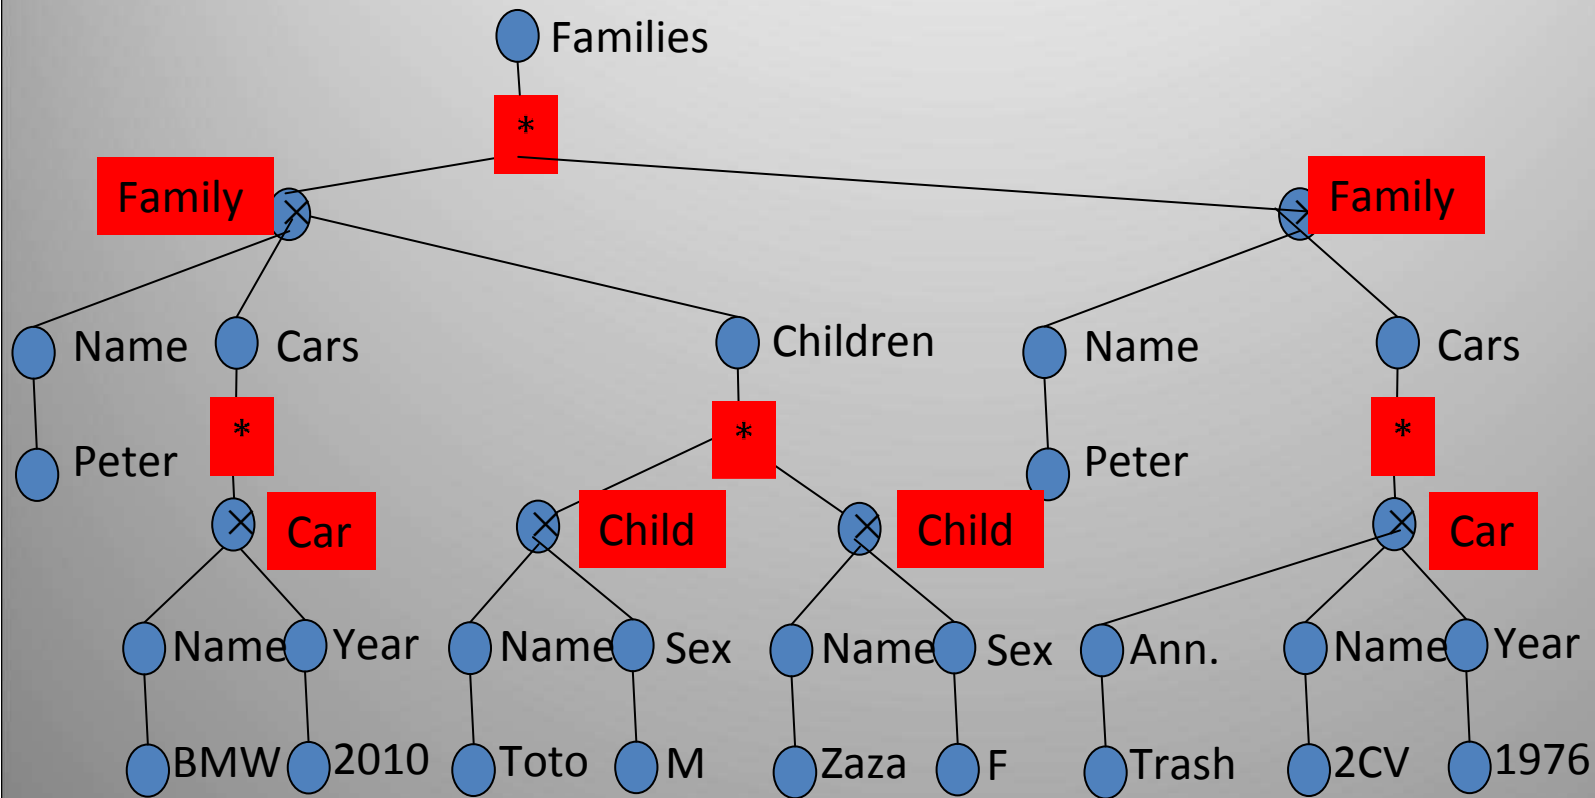 Families
*
Family
Family
Name
Cars
Children
Name
Cars
*
*
*
Peter
Peter
Car
Child
Child
Car
Name
Year
Name
Sex
Name
Sex
Ann.
Name
Year
BMW
2010
Toto
M
Zaza
F
Trash
2CV
1976